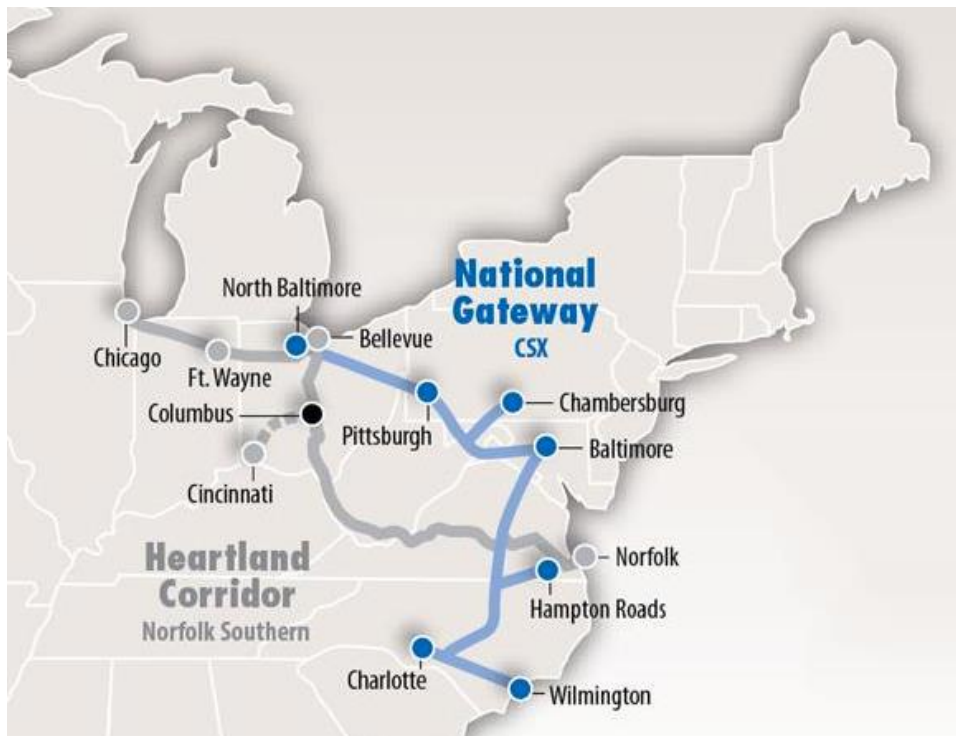 National
Gateway
CSX
North Baltimore
Bellevue
Chicago
Ft. Wayne
Columbus
Pittsburgh
Chambersburg
Baltimore
Cincinnati
Heartland
Corridor
Norfolk Southern
Norfolk
Hampton Roads
Charlotte
Wilmington